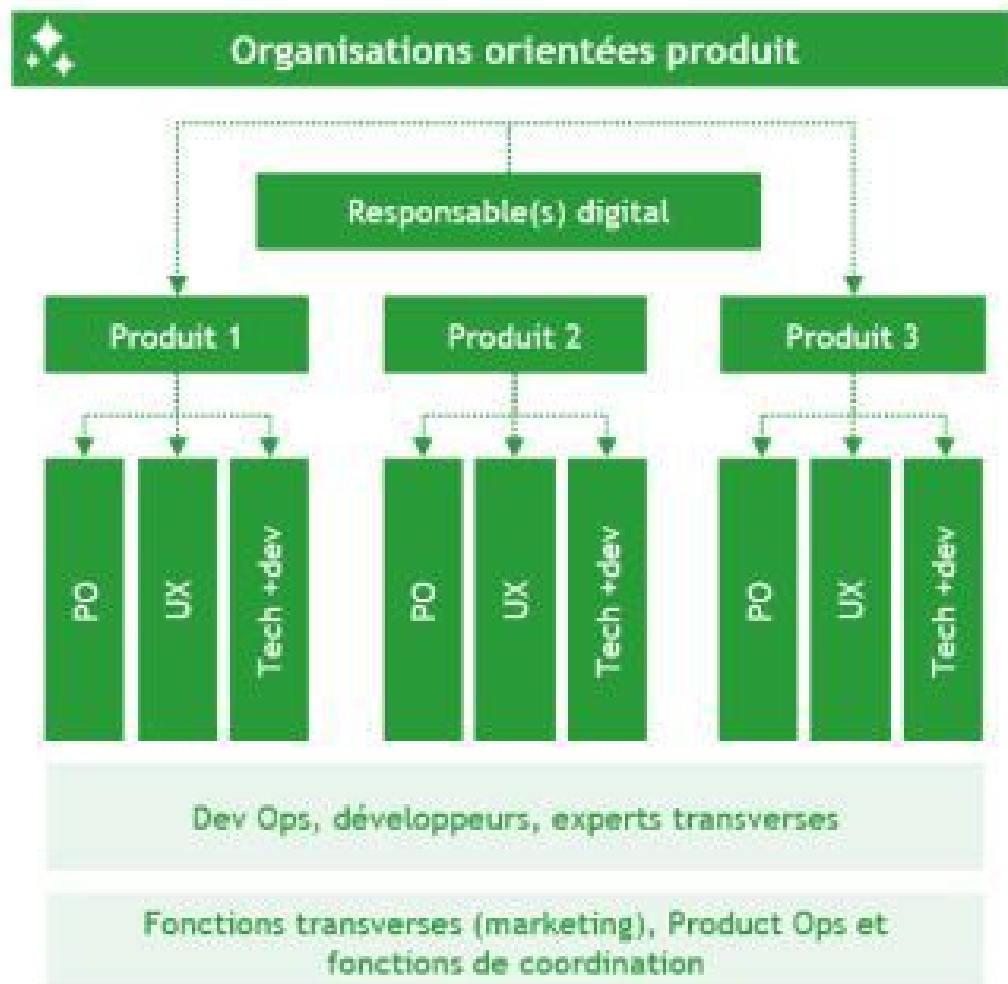 Organisations orientées produit
Responsable(s) digital
Produit 1
Produit 2
Produit 3
PO
UX
Tech +dev
PO
UX
Tech +dev
PO
UX
Tech +dev
Dev Ops, développeurs, experts transverses
Fonctions transverses (marketing), Product Ops et
fonctions de coordination